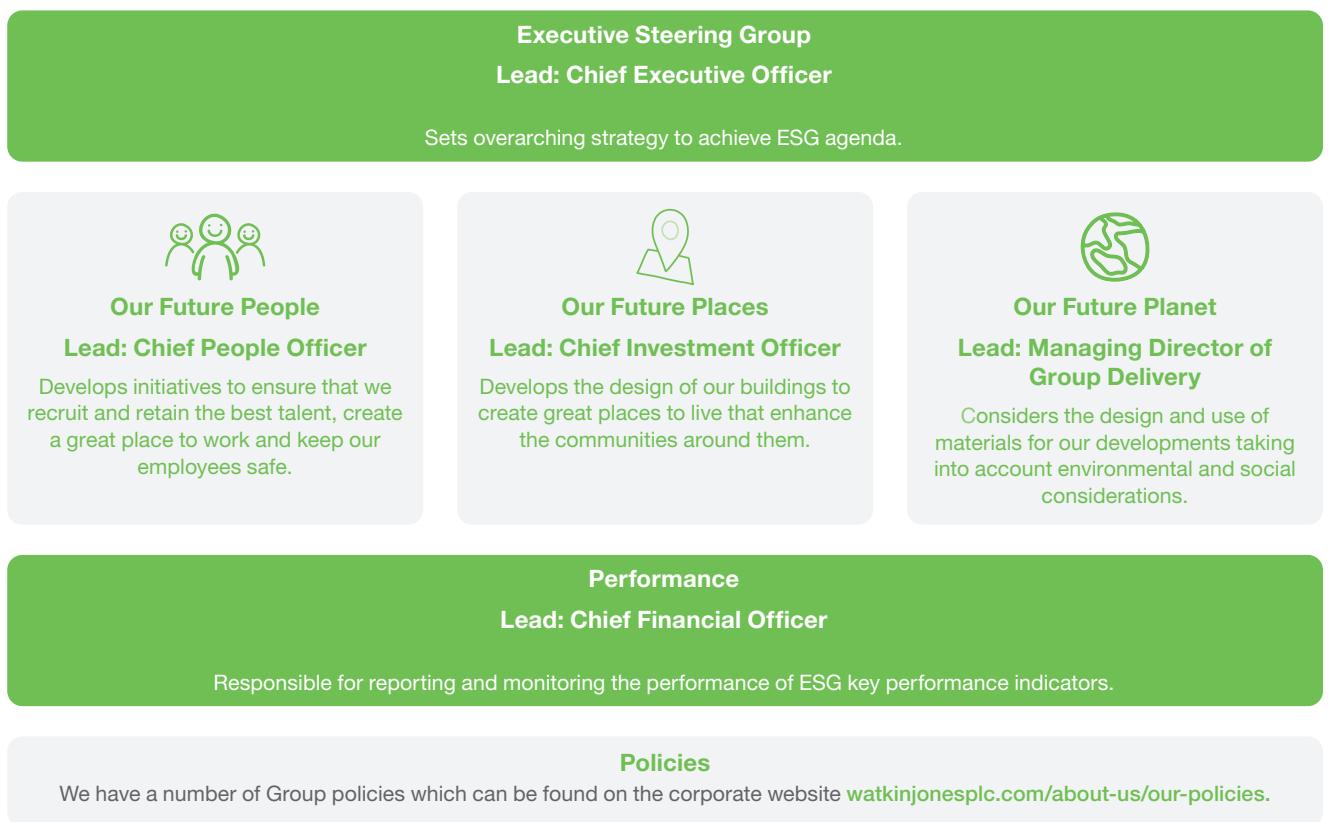 Executive Steering Group
Lead: Chief Executive Officer
Sets overarching strategy to achieve ESG agenda.
Our Future People
Lead: Chief People Officer
Develops initiatives to ensure that we
recruit and retain the best talent, create
a great place to work and keep our
employees safe.
Our Future Places
Lead: Chief Investment Officer
Develops the design of our buildings to
create great places to live that enhance
the communities around them.
Our Future Planet
Lead: Managing Director of
Group Delivery
Considers the design and use of
materials for our developments taking
into account environmental and social
considerations.
Performance
Lead: Chief Financial Officer
Responsible for reporting and monitoring the performance of ESG key performance indicators.
Policies
We have a number of Group policies which can be found on the corporate website watkinjonesplc.com/about-us/our-policies.